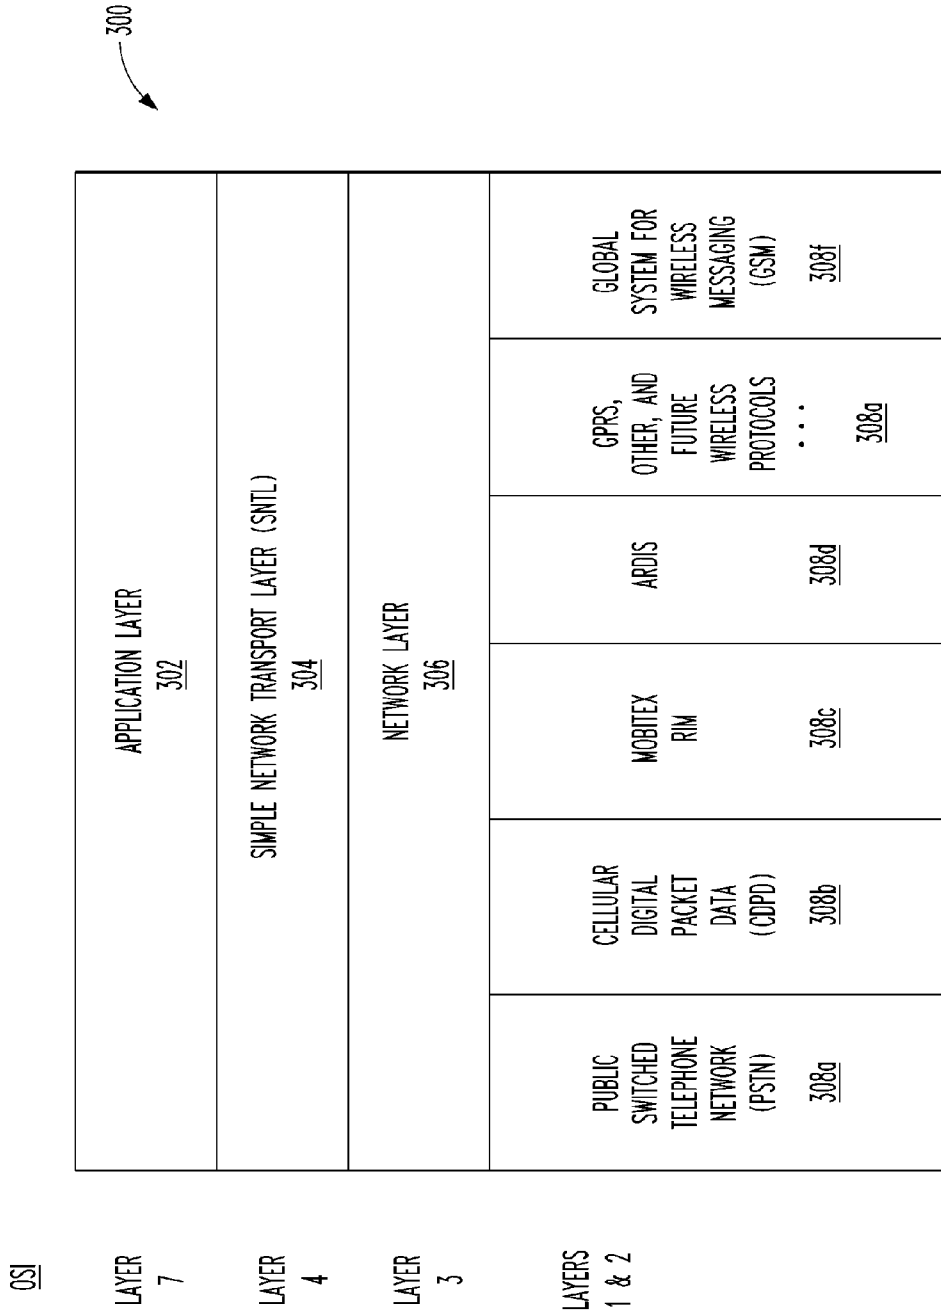 300
OSI
LAYER
7
APPLICATION LAYER
302
LAYER
4
SIMPLE NETWORK TRANSPORT LAYER (SNTL)
304
LAYER
3
NETWORK LAYER
306
LAYERS
1 & 2
PUBLIC
SWITCHED
TELEPHONE
NETWORK
(PSTN)
308a
CELLULAR
DIGITAL
PACKET
DATA
(CDPD)
308b
MOBITEX
RIM
308c
ARDIS
308d
GPRS,
OTHER, AND
FUTURE
WIRELESS
PROTOCOLS
. . .
308a
GLOBAL
SYSTEM FOR
WIRELESS
MESSAGING
(GSM)
308f